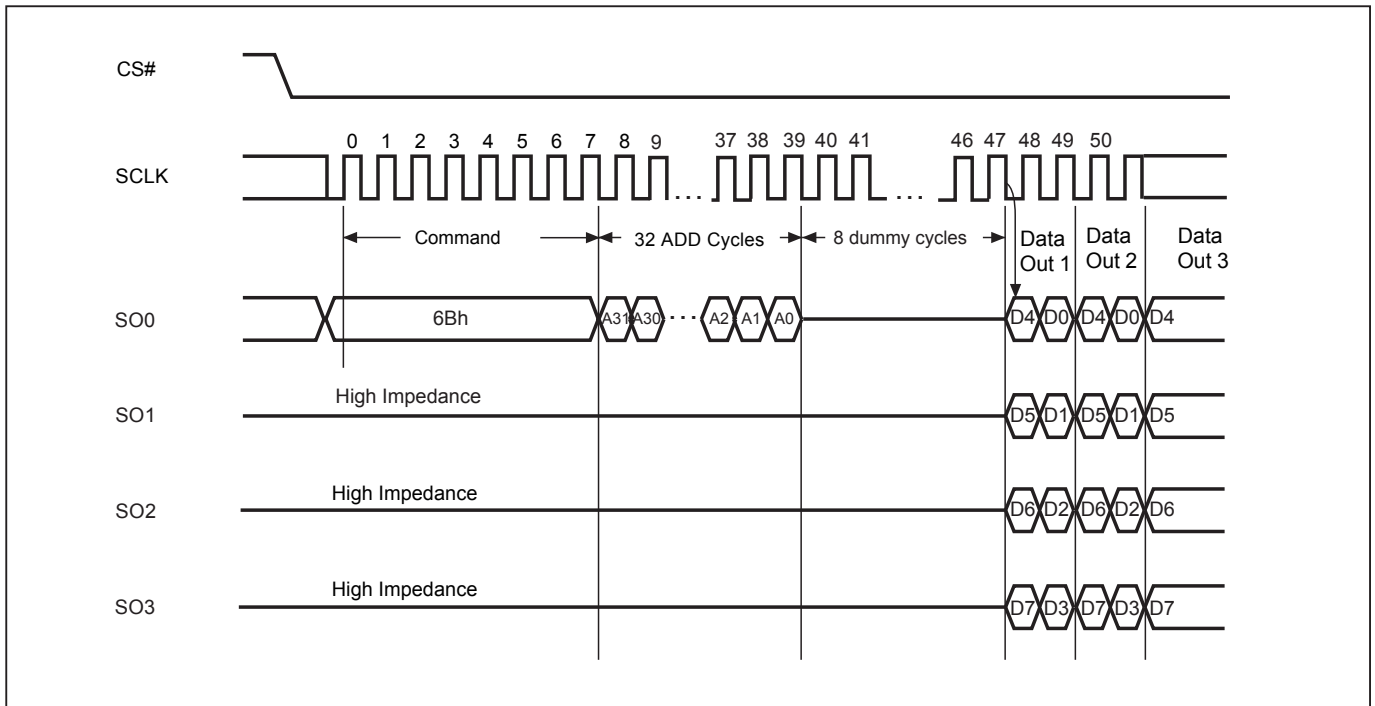 CS#
0 1 2 3 4 5 6 7 8 9 37 38 39 40 41 46 47 48 49 50
SCLK
. . . . . .
Command 32 ADD Cycles 8 dummy cycles Data Out 1 Data Out 2 Data Out 3
SO0 6Bh A31 A30 . . . A2 A1 A0 D4 D0 D4 D0 D4
High Impedance
SO1 D5 D1 D5 D1 D5
High Impedance
SO2 D6 D2 D6 D2 D6
High Impedance
SO3 D7 D3 D7 D3 D7